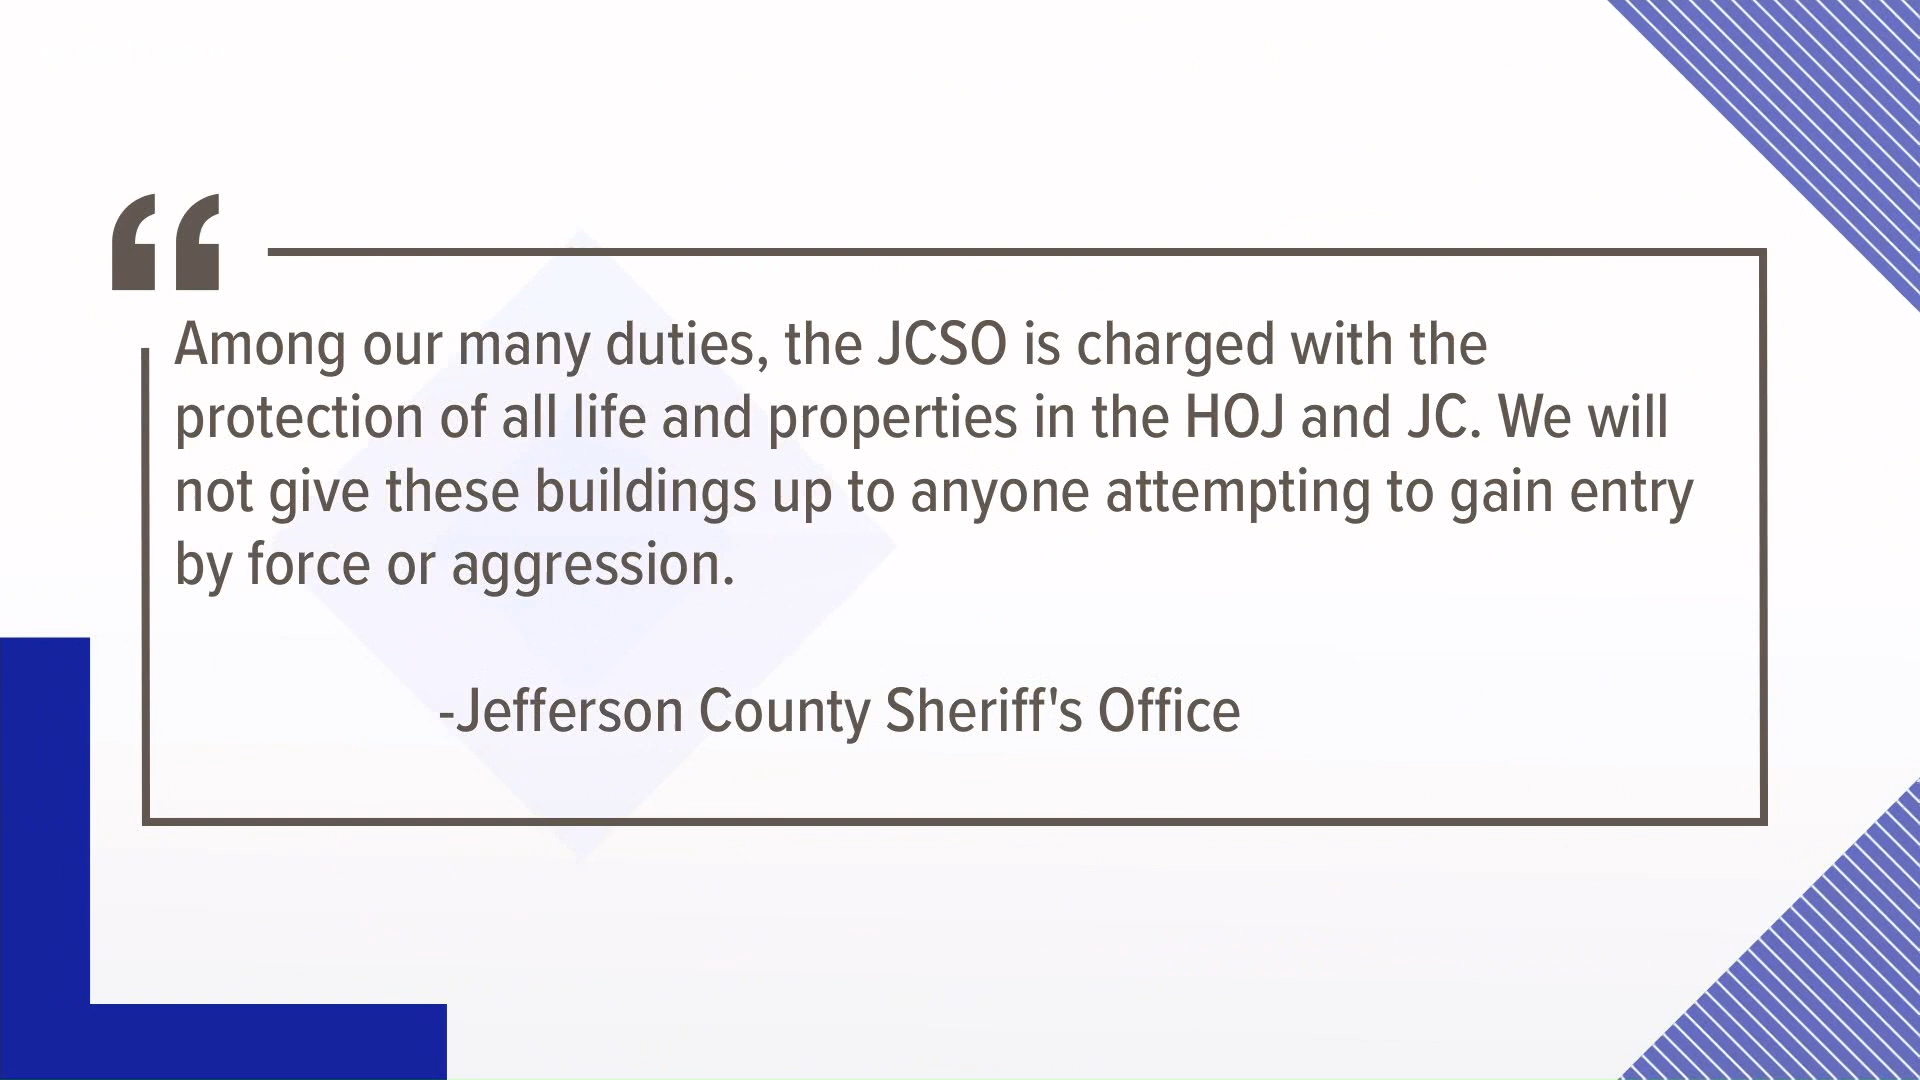 “
Among our many duties, the JCSO is charged with the
protection of all life and properties in the HOJ and JC. We will
not give these buildings up to anyone attempting to gain entry
by force or aggression.
-Jefferson County Sheriff's Office